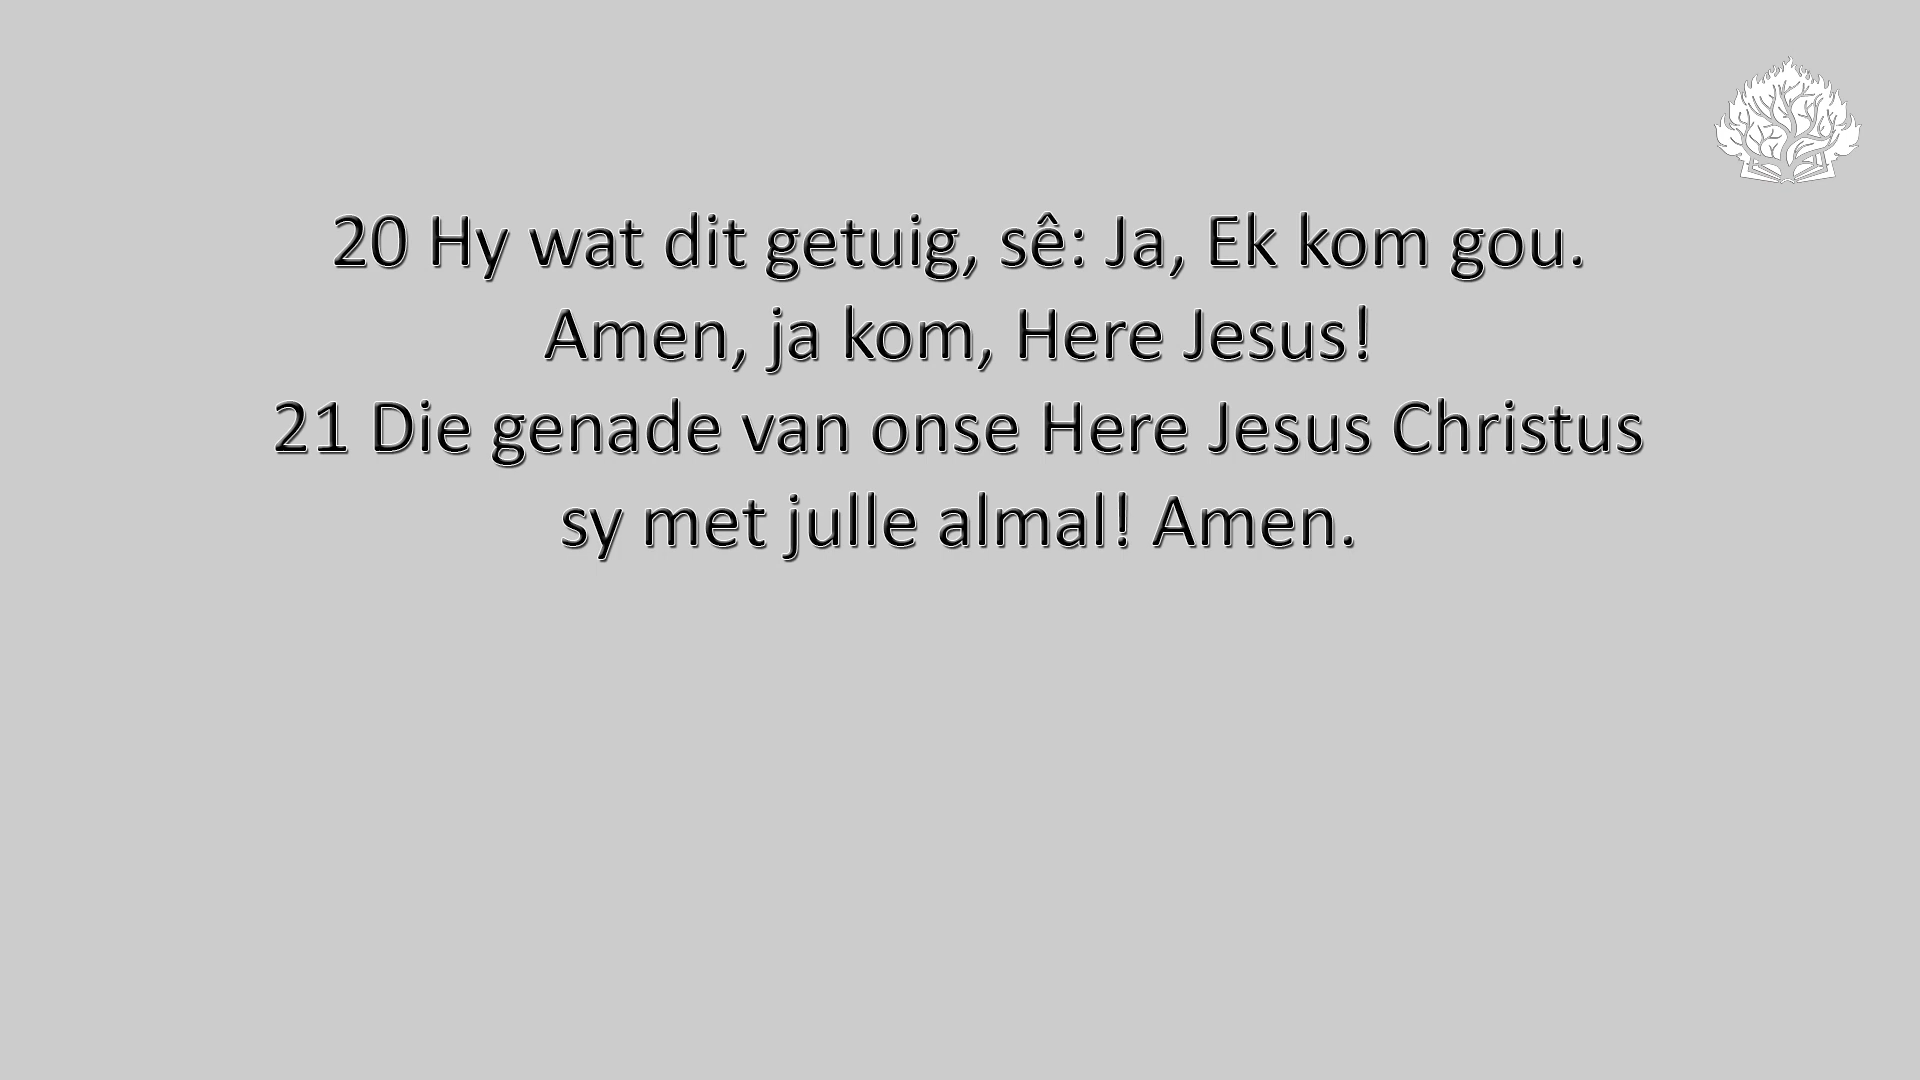 20 Hy wat dit getuig, sê: Ja, Ek kom gou.
Amen, ja kom, Here Jesus!
21 Die genade van onse Here Jesus Christus
sy met julle almal! Amen.